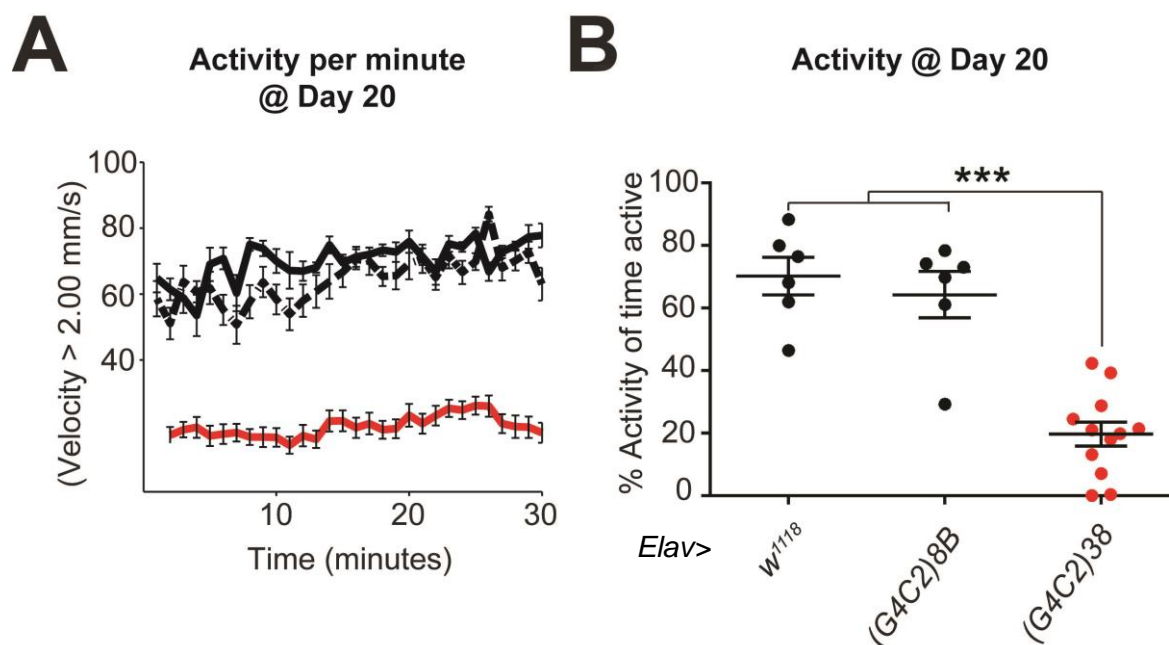 A
Activity per minute
@ Day 20
(Velocity > 2.00 mm/s)
100
80
60
40
10
20
30
Time (minutes)
B
Activity @ Day 20
% Activity of time active
100
80
60
40
20
0
***
Elav>
w1118
(G4C2)8B
(G4C2)38